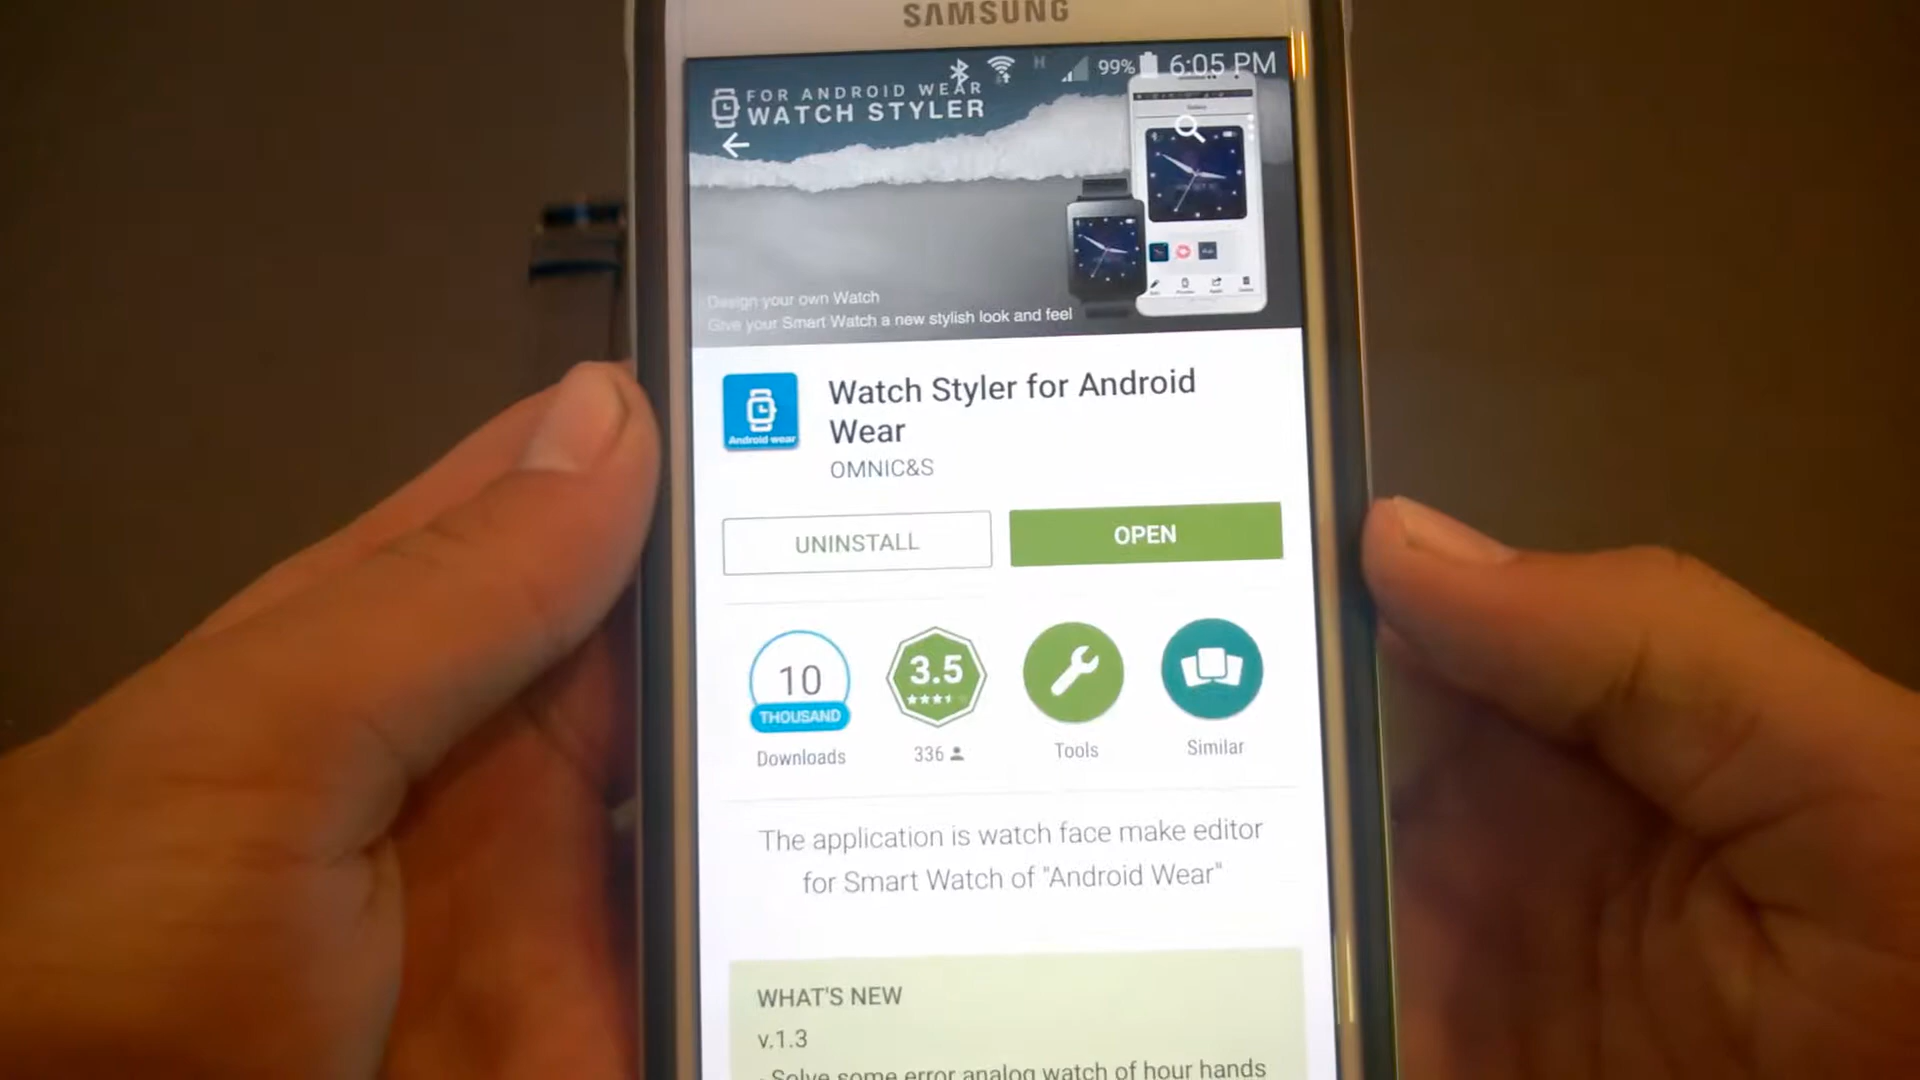 SAMSUNG
H 99% 6:05 PM
FOR ANDROID WEAR
WATCH STYLER
Design your own Watch
Give your Smart Watch a new stylish look and feel
Android wear
Watch Styler for Android
Wear
OMNIC&S
UNINSTALL
OPEN
10
THOUSAND
Downloads
3.5
336
Tools
Similar
The application is watch face make editor
for Smart Watch of "Android Wear"
WHAT'S NEW
v.1.3
- Solve some error analog watch of hour hands